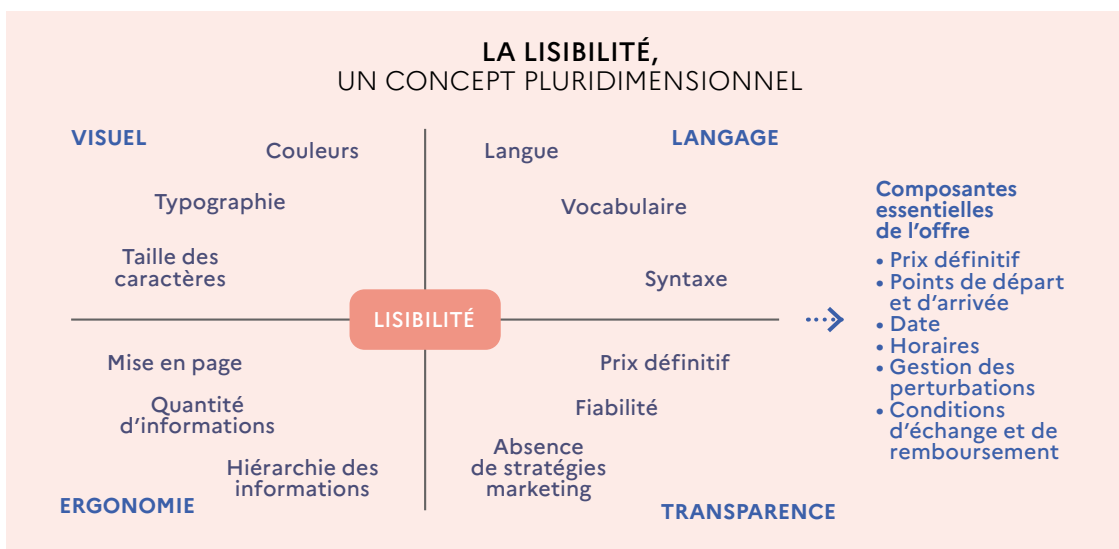 LA LISIBILITÉ,
UN CONCEPT PLURIDIMENSIONNEL
VISUEL
Couleurs
Typographie
Taille des
caractères
Langue
LANGAGE
Vocabulaire
Syntaxe
LISIBILITÉ
Mise en page
Quantité
d’informations
Hiérarchie des
informations
ERGONOMIE
Prix définitif
Fiabilité
Absence
de stratégies
marketing
TRANSPARENCE
Composantes
essentielles
de l’offre
• Prix définitif
• Points de départ
et d’arrivée
• Date
• Horaires
• Gestion des
perturbations
• Conditions
d’échange et de
remboursement